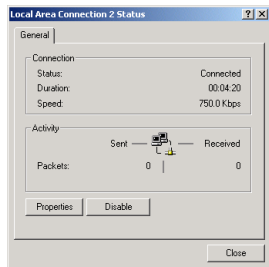 Local Area Connection 2 Status
General
Connection
Status: Connected
Duration: 00:04:20
Speed: 750.0 Kbps
Activity
Sent Received
Packets: 0 0
Properties Disable
Close